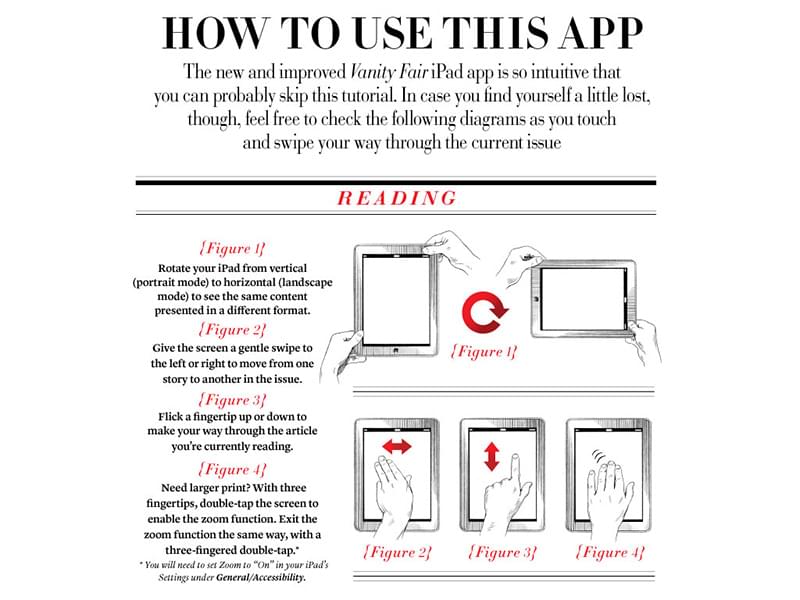 HOW TO USE THIS APP
The new and improved Vanity Fair iPad app is so intuitive that
you can probably skip this tutorial. In case you find yourself a little lost,
though, feel free to check the following diagrams as you touch
and swipe your way through the current issue
READING
{Figure 1}
Rotate your iPad from vertical
(portrait mode) to horizontal (landscape
mode) to see the same content
presented in a different format.
{Figure 2}
Give the screen a gentle swipe to
the left or right to move from one
story to another in the issue.
{Figure 3}
Flick a fingertip up or down to
make your way through the article
you're currently reading.
{Figure 4}
Need larger print? With three
fingertips, double-tap the screen to
enable the zoom function. Exit the
zoom function the same way, with a
three-fingered double-tap.*
* You will need to set Zoom to “On” in your iPad's
Settings under General/Accessibility.
{Figure 1}
{Figure 2}
{Figure 3}
{Figure 4}